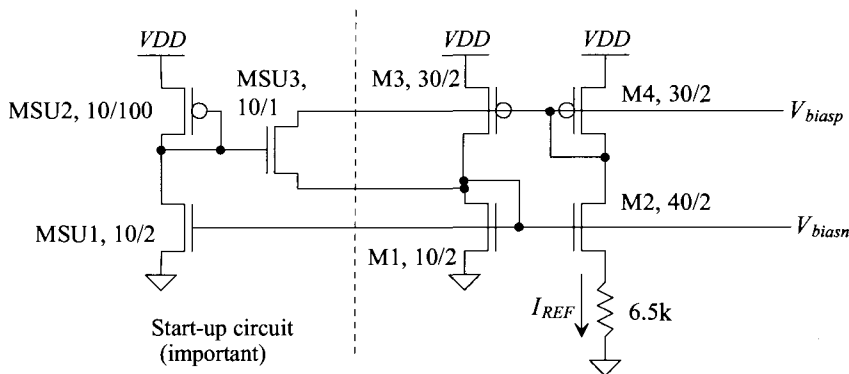 VDD
VDD
VDD
MSU3,
10/1
M3, 30/2
M4, 30/2
MSU2, 10/100
V_biasp
M2, 40/2
MSU1, 10/2
M1, 10/2
V_biasn
I_REF
6.5k
Start-up circuit
(important)